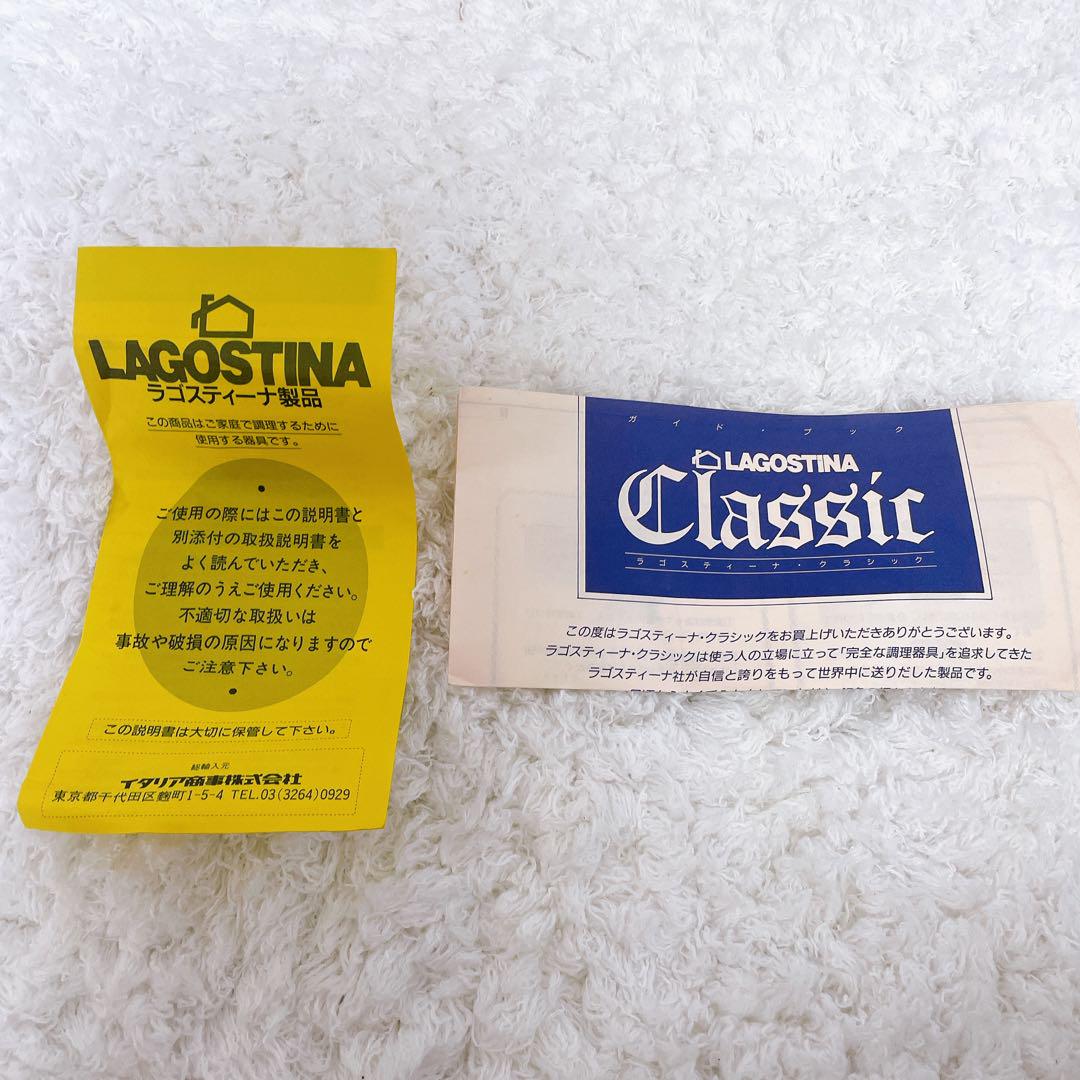 LAGOSTINA
ラゴスティーナ製品
この商品はご家庭で調理するために
使用する器具です。
ご使用の際にはこの説明書と
別添付の取扱説明書を
よく読んでいただき、
ご理解のうえご使用ください。
不適切な取扱いは
事故や破損の原因になりますので
ご注意下さい。
この説明書は大切に保管して下さい。
総輸入元
イタリア商事株式会社
東京都千代田区麹町1-5-4 TEL.03(3264)0929
ガイド・ブック
LAGOSTINA
Classic
ラゴスティーナ・クラシック
この度はラゴスティーナ・クラシックをお買上げいただきありがとうございます。
ラゴスティーナ・クラシックは使う人の立場に立って「完全な調理器具」を追求してきた
ラゴスティーナ社が自信と誇りをもって世界中に送りだした製品です。